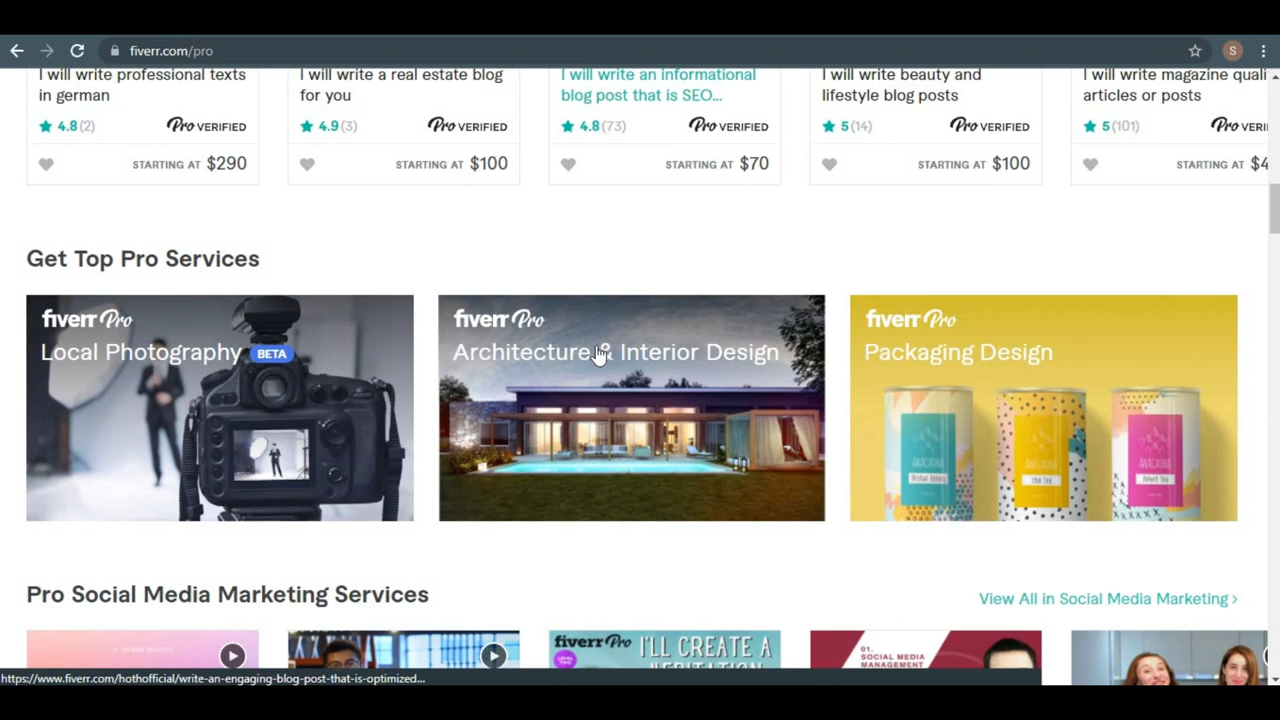 fiverr.com/pro
S
I will write professional texts
in german
4.8(2)
Pro VERIFIED
STARTING AT $290
I will write a real estate blog
for you
4.9(3)
Pro VERIFIED
STARTING AT $100
I will write an informational
blog post that is SEO...
4.8(73)
Pro VERIFIED
STARTING AT $70
I will write beauty and
lifestyle blog posts
5(14)
Pro VERIFIED
STARTING AT $100
I will write magazine quali
articles or posts
5(101)
Pro VERI
STARTING AT $4
Get Top Pro Services
fiverr Pro
Local Photography BETA
fiverr Pro
Architecture & Interior Design
fiverr Pro
Packaging Design
Pro Social Media Marketing Services
View All in Social Media Marketing >
fiverr Pro
I'LL CREATE A
01.
SOCIAL MEDIA
MANAGEMENT
https://www.fiverr.com/hothofficial/write-an-engaging-blog-post-that-is-optimized...